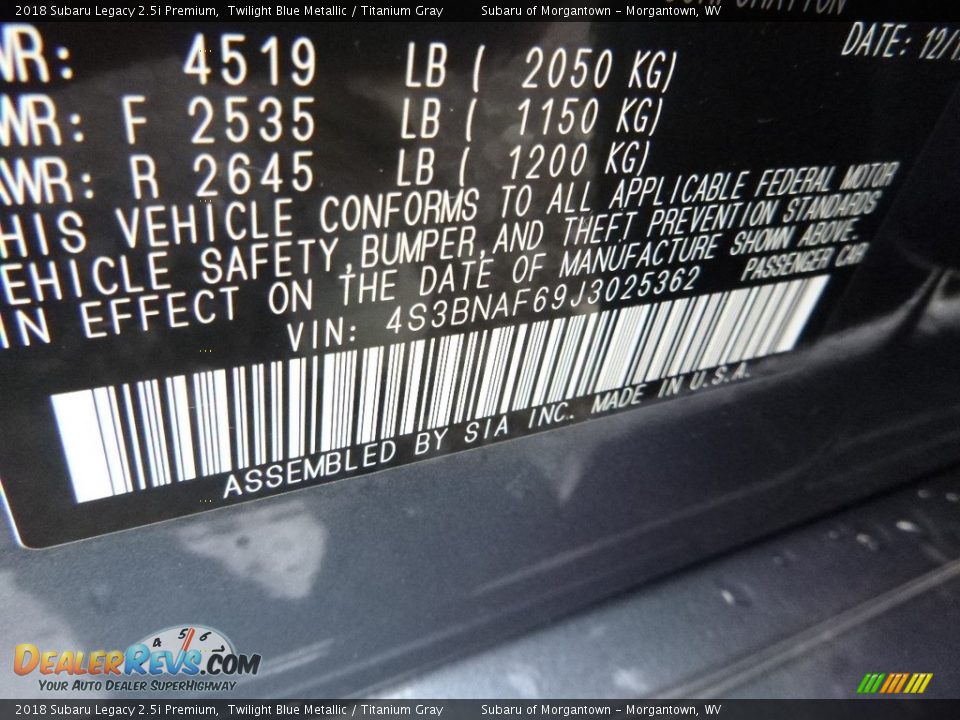 2018 Subaru Legacy 2.5i Premium, Twilight Blue Metallic / Titanium Gray Subaru of Morgantown - Morgantown, WV
DATE: 12/1
WR: 4519 LB ( 2050 KG)
WR: F 2535 LB ( 1150 KG)
AWR: R 2645 LB ( 1200 KG)
HIS VEHICLE CONFORMS TO ALL APPLICABLE FEDERAL MOTOR
EHICLE SAFETY,BUMPER,AND THEFT PREVENTION STANDARDS
IN EFFECT ON THE DATE OF MANUFACTURE SHOWN ABOVE.
VIN: 4S3BNAF69J3025362 PASSENGER CAR
ASSEMBLED BY SIA INC. MADE IN U.S.A.
4 5 6
DEALERREVS.COM
YOUR AUTO DEALER SUPERHIGHWAY
2018 Subaru Legacy 2.5i Premium, Twilight Blue Metallic / Titanium Gray Subaru of Morgantown - Morgantown, WV